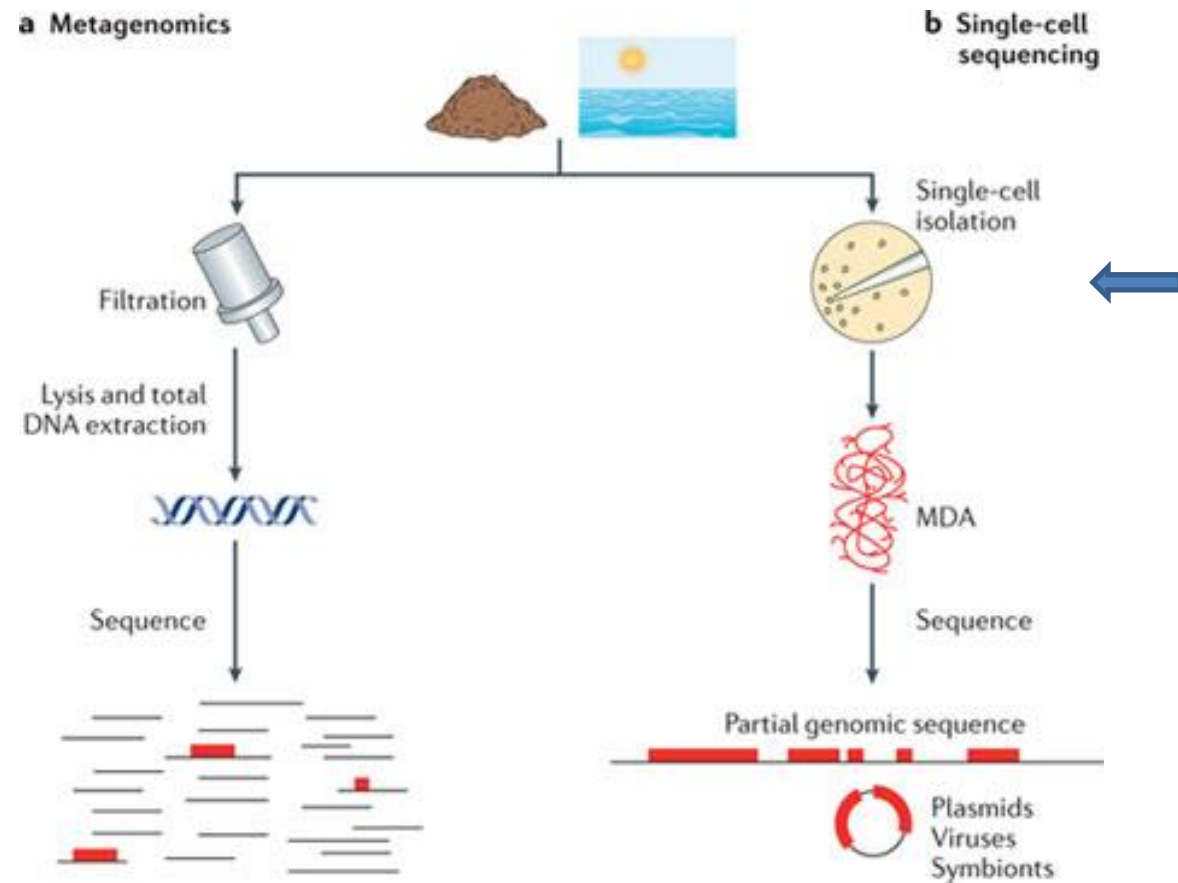 a Metagenomics
b Single-cell
sequencing
Single-cell
isolation
Filtration
Lysis and total
DNA extraction
MDA
Sequence
Sequence
Partial genomic sequence
Plasmids
Viruses
Symbionts